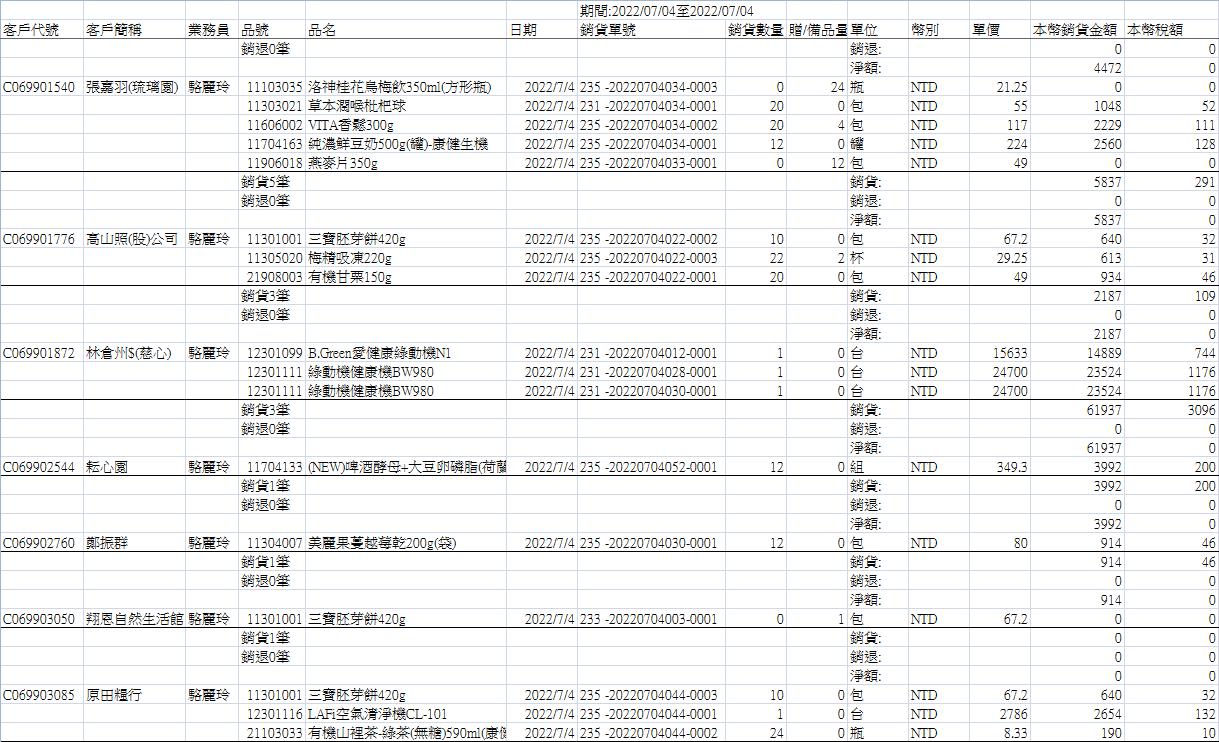 期間:2022/07/04至2022/07/04
客戶代號 客戶簡稱 業務員 品號 品名 日期 銷貨單號 銷貨數量 贈/備品量 單位 幣別 單價 本幣銷貨金額 本幣稅額
銷退0筆 銷退: 0 0
淨額: 4472 0
C069901540 張嘉羽(琉璃園) 駱麗玲 11103035 洛神桂花烏梅飲350ml(方形瓶) 2022/7/4 235 -20220704034-0003 0 24 瓶 NTD 21.25 0 0
11303021 草本潤喉枇杷球 2022/7/4 231 -20220704034-0001 20 0 包 NTD 55 1048 52
11606002 VITA香鬆300g 2022/7/4 235 -20220704034-0002 20 4 包 NTD 117 2229 111
11704163 純濃鮮豆奶500g(罐)-康健生機 2022/7/4 235 -20220704034-0001 12 0 罐 NTD 224 2560 128
11906018 燕麥片350g 2022/7/4 235 -20220704033-0001 0 12 包 NTD 49 0 0
銷貨5筆 銷貨: 5837 291
銷退0筆 銷退: 0 0
淨額: 5837 0
C069901776 高山照(股)公司 駱麗玲 11301001 三寶胚芽餅420g 2022/7/4 235 -20220704022-0002 10 0 包 NTD 67.2 640 32
11305020 梅精吸凍220g 2022/7/4 235 -20220704022-0003 22 2 杯 NTD 29.25 613 31
21908003 有機甘栗150g 2022/7/4 235 -20220704022-0001 20 0 包 NTD 49 934 46
銷貨3筆 銷貨: 2187 109
銷退0筆 銷退: 0 0
淨額: 2187 0
C069901872 林倉州$(慈心) 駱麗玲 12301099 B.Green愛健康綠動機N1 2022/7/4 231 -20220704012-0001 1 0 台 NTD 15633 14889 744
12301111 綠動機健康機BW980 2022/7/4 231 -20220704028-0001 1 0 台 NTD 24700 23524 1176
12301111 綠動機健康機BW980 2022/7/4 231 -20220704030-0001 1 0 台 NTD 24700 23524 1176
銷貨3筆 銷貨: 61937 3096
銷退0筆 銷退: 0 0
淨額: 61937 0
C069902544 耘心園 駱麗玲 11704133 (NEW)啤酒酵母+大豆卵磷脂(荷蘭 2022/7/4 235 -20220704052-0001 12 0 組 NTD 349.3 3992 200
銷貨1筆 銷貨: 3992 200
銷退0筆 銷退: 0 0
淨額: 3992 0
C069902760 鄭振群 駱麗玲 11304007 美麗果蔓越莓乾200g(袋) 2022/7/4 235 -20220704030-0001 12 0 包 NTD 80 914 46
銷貨1筆 銷貨: 914 46
銷退0筆 銷退: 0 0
淨額: 914 0
C069903050 翔恩自然生活館 駱麗玲 11301001 三寶胚芽餅420g 2022/7/4 233 -20220704003-0001 0 1 包 NTD 67.2 0 0
銷貨1筆 銷貨: 0 0
銷退0筆 銷退: 0 0
淨額: 0 0
C069903085 原田糧行 駱麗玲 11301001 三寶胚芽餅420g 2022/7/4 235 -20220704044-0003 10 0 包 NTD 67.2 640 32
12301116 LAFi空氣清淨機CL-101 2022/7/4 235 -20220704044-0001 1 0 台 NTD 2786 2654 132
21103033 有機山裡茶-綠茶(無糖)590ml(康健 2022/7/4 235 -20220704044-0002 24 0 瓶 NTD 8.33 190 10